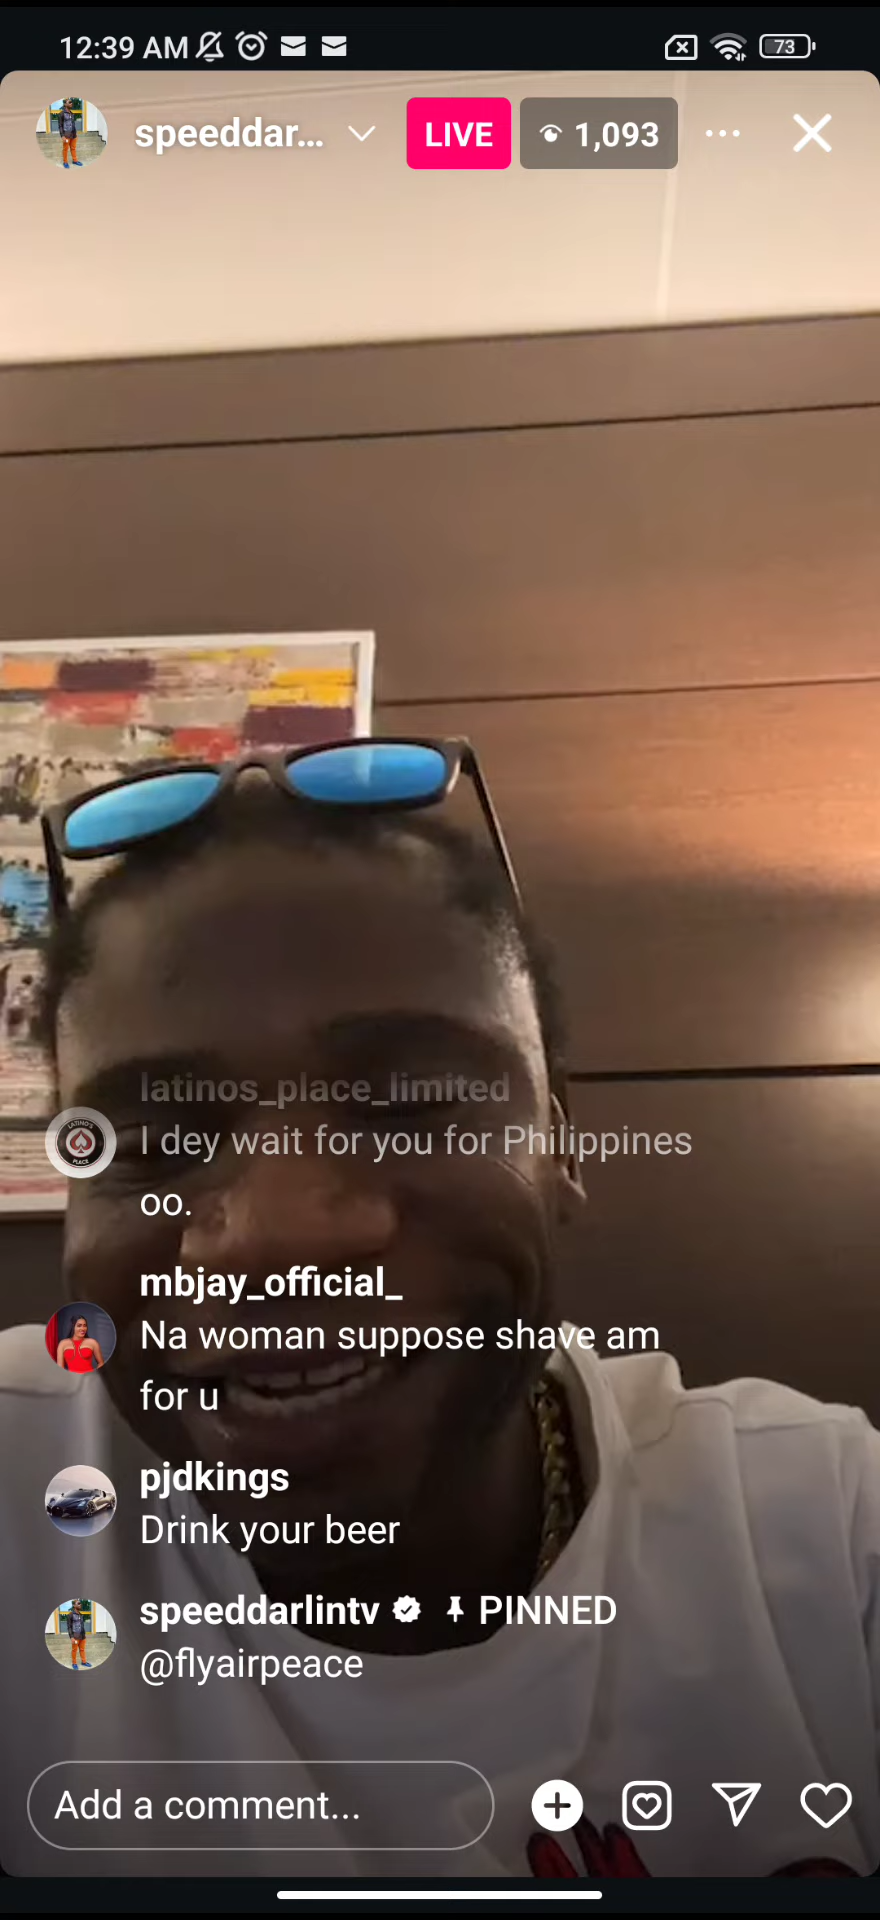 12:39 AM
73
speeddar...
LIVE
1,093
latinos_place_limited
I dey wait for you for Philippines
oo.
mbjay_official_
Na woman suppose shave am
for u
pjdkings
Drink your beer
speeddarlintv PINNED
@flyairpeace
Add a comment...